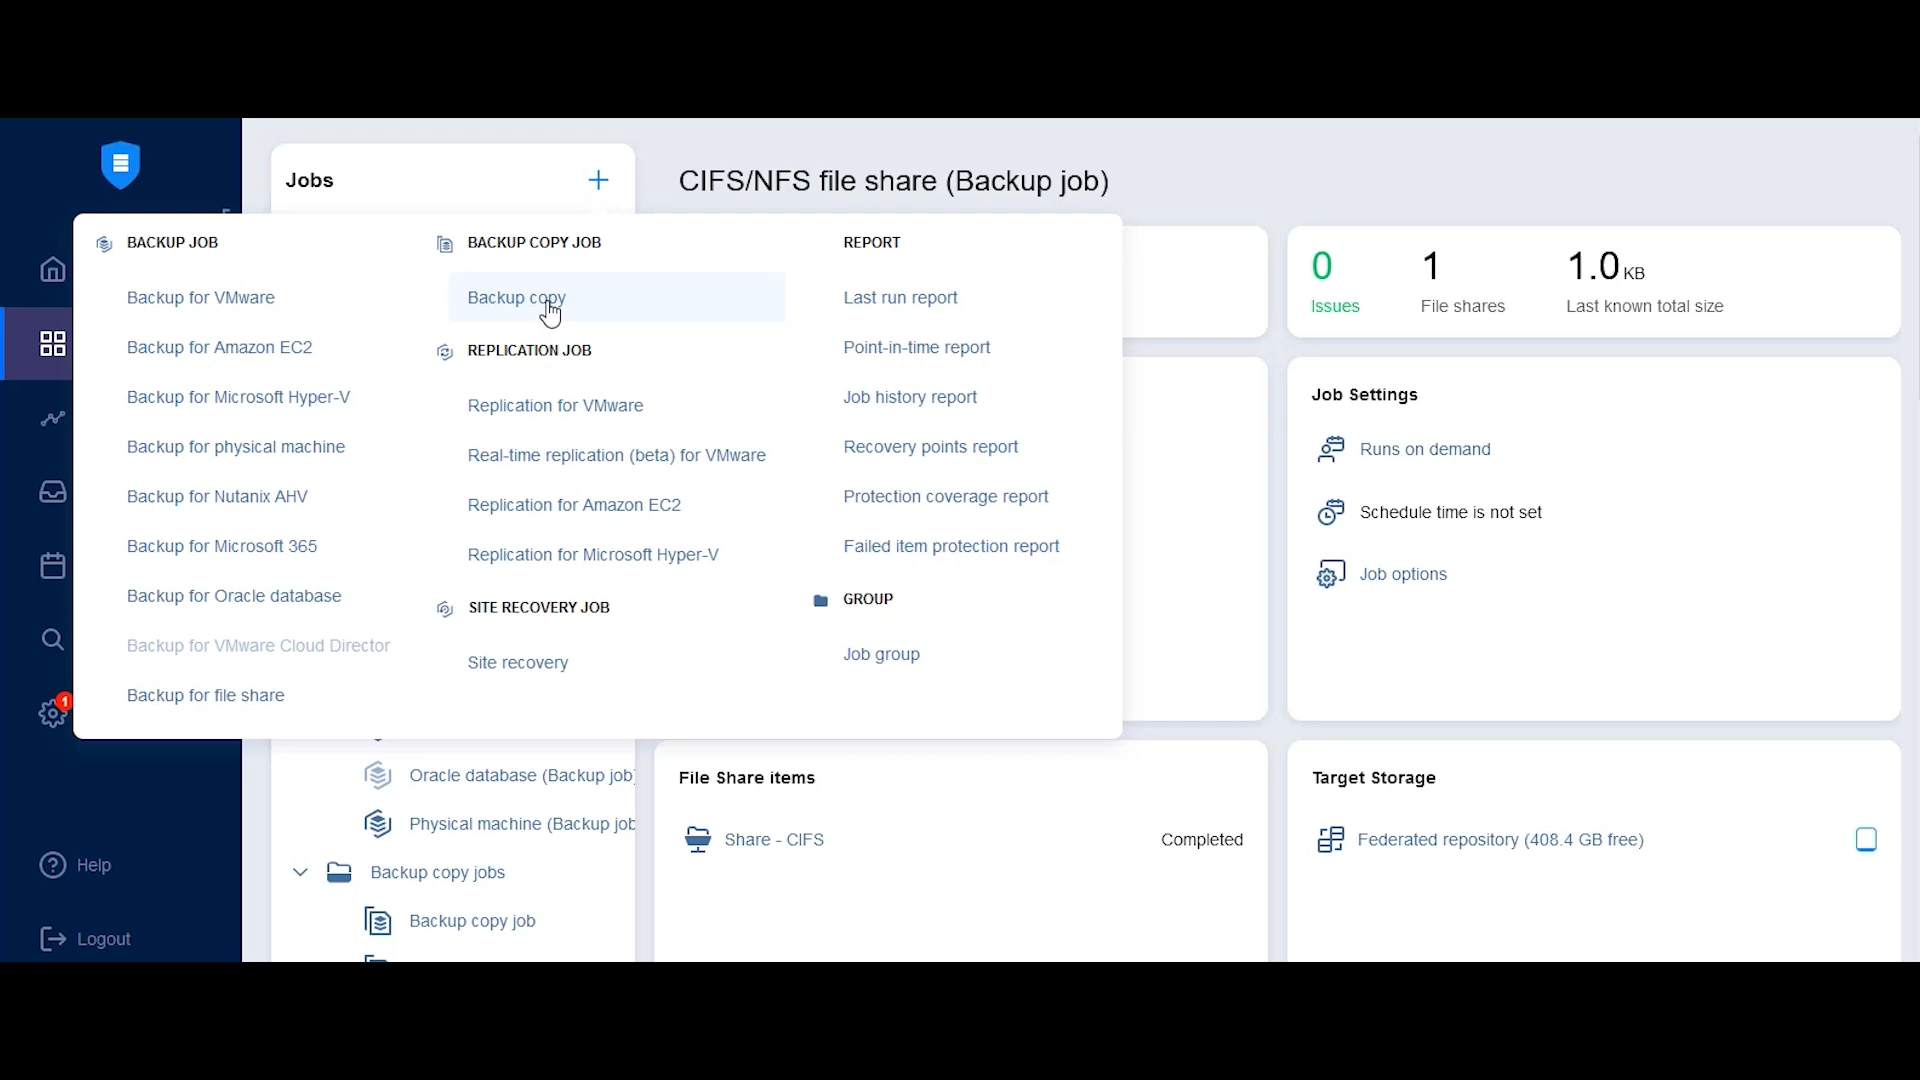 Jobs
CIFS/NFS file share (Backup job)
BACKUP JOB
Backup for VMware
Backup for Amazon EC2
Backup for Microsoft Hyper-V
Backup for physical machine
Backup for Nutanix AHV
Backup for Microsoft 365
Backup for Oracle database
Backup for VMware Cloud Director
Backup for file share
BACKUP COPY JOB
Backup copy
REPLICATION JOB
Replication for VMware
Real-time replication (beta) for VMware
Replication for Amazon EC2
Replication for Microsoft Hyper-V
SITE RECOVERY JOB
Site recovery
REPORT
Last run report
Point-in-time report
Job history report
Recovery points report
Protection coverage report
Failed item protection report
GROUP
Job group
0
Issues
1
File shares
1.0 KB
Last known total size
Job Settings
Runs on demand
Schedule time is not set
Job options
1
Oracle database (Backup job)
Physical machine (Backup job
Backup copy jobs
Backup copy job
File Share items
Share - CIFS
Completed
Target Storage
Federated repository (408.4 GB free)
Help
Logout